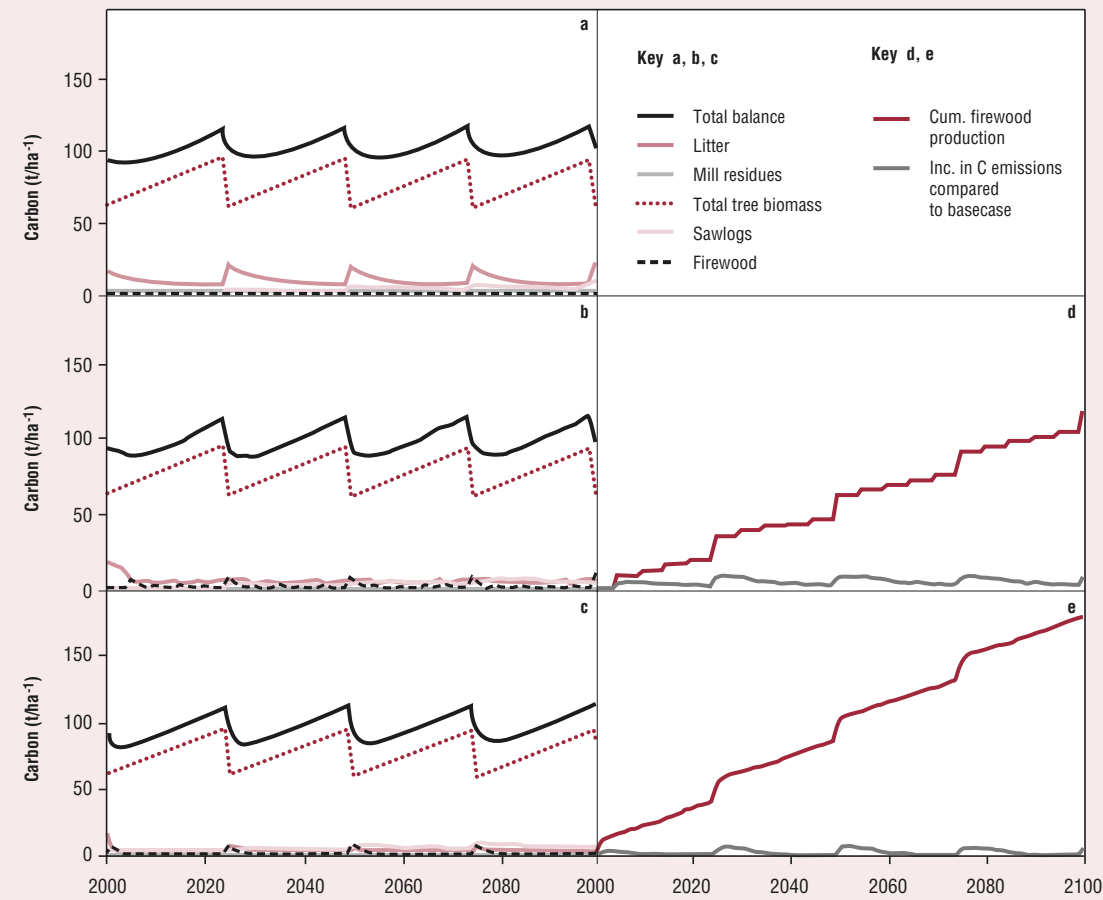 a
Key a, b, c
Key d, e
Total balance
Litter
Mill residues
Total tree biomass
Sawlogs
Firewood
Cum. firewood
production
Inc. in C emissions
compared
to basecase
Carbon (t/ha-1)
150
100
50
0
b
d
Carbon (t/ha-1)
150
100
50
0
c
e
Carbon (t/ha-1)
150
100
50
0
2000 2020 2040 2060 2080 2000 2020 2040 2060 2080 2100